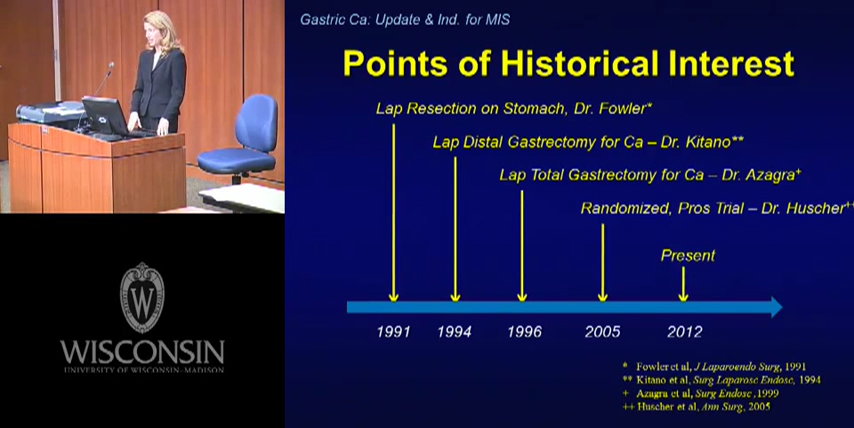 Gastric Ca: Update & Ind. for MIS
Points of Historical Interest
Lap Resection on Stomach, Dr. Fowler*
Lap Distal Gastrectomy for Ca – Dr. Kitano**
Lap Total Gastrectomy for Ca – Dr. Azagra+
Randomized, Pros Trial – Dr. Huscher++
Present
1991 1994 1996 2005 2012
* Fowler et al, J Laparoendo Surg, 1991
** Kitano et al, Surg Laparosc Endosc, 1994
+ Azagra et al, Surg Endosc ,1999
++ Huscher et al, Ann Surg, 2005
W
WISCONSIN
UNIVERSITY OF WISCONSIN–MADISON